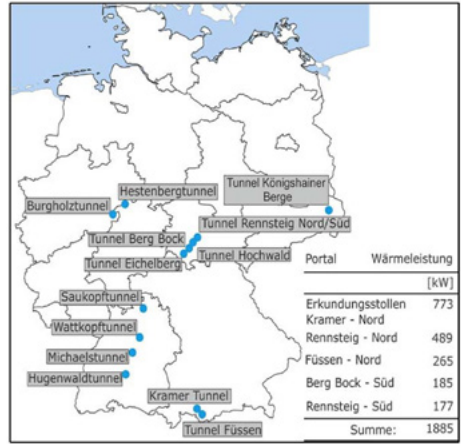 Hestenbergtunnel
Burgholztunnel
Tunnel Königshainer
Berge
Tunnel Rennsteig Nord/Süd
Tunnel Berg Bock
Tunnel Hochwald
Tunnel Eichelberg
Saukopftunnel
Wattkopftunnel
Michaelstunnel
Hugenwaldtunnel
Kramer Tunnel
Tunnel Füssen
Portal Wärmeleistung
[kW]
Erkundungsstollen 773
Kramer - Nord
Rennsteig - Nord 489
Füssen - Nord 265
Berg Bock - Süd 185
Rennsteig - Süd 177
Summe: 1885